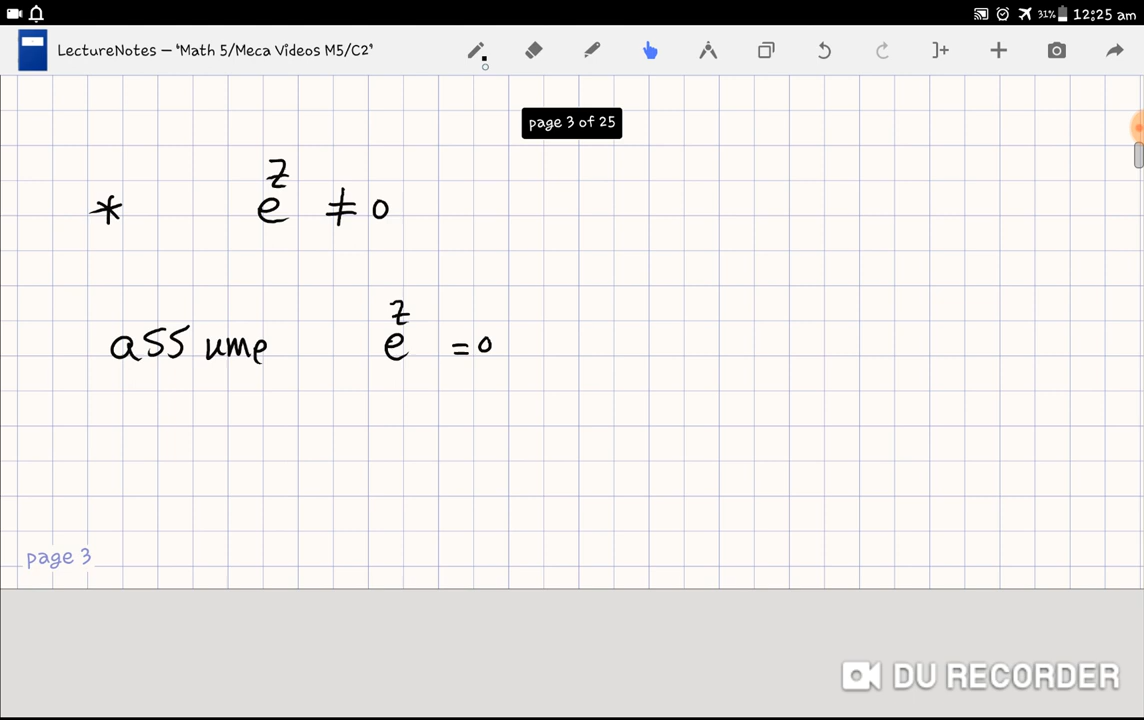 31% 12:25 am
LectureNotes – ‘Math 5/Meca Videos M5/C2’
page 3 of 25
* e^z ≠ 0
assume e^z = 0
page 3
DU RECORDER